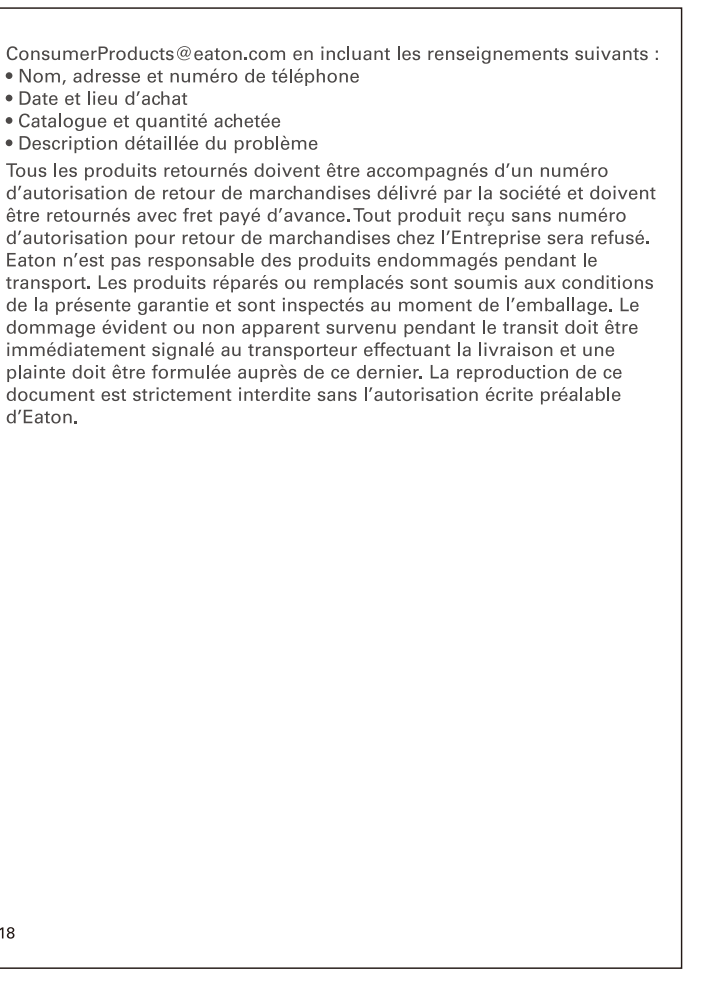 ConsumerProducts@eaton.com en incluant les renseignements suivants :
• Nom, adresse et numéro de téléphone
• Date et lieu d’achat
• Catalogue et quantité achetée
• Description détaillée du problème
Tous les produits retournés doivent être accompagnés d’un numéro
d’autorisation de retour de marchandises délivré par la société et doivent
être retournés avec fret payé d’avance. Tout produit reçu sans numéro
d’autorisation pour retour de marchandises chez l’Entreprise sera refusé.
Eaton n’est pas responsable des produits endommagés pendant le
transport. Les produits réparés ou remplacés sont soumis aux conditions
de la présente garantie et sont inspectés au moment de l’emballage. Le
dommage évident ou non apparent survenu pendant le transit doit être
immédiatement signalé au transporteur effectuant la livraison et une
plainte doit être formulée auprès de ce dernier. La reproduction de ce
document est strictement interdite sans l’autorisation écrite préalable
d’Eaton.
18